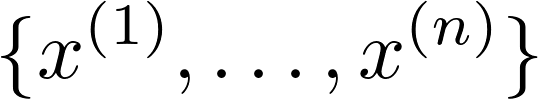 {x^{(1)}, . . . , x^{(n)}}